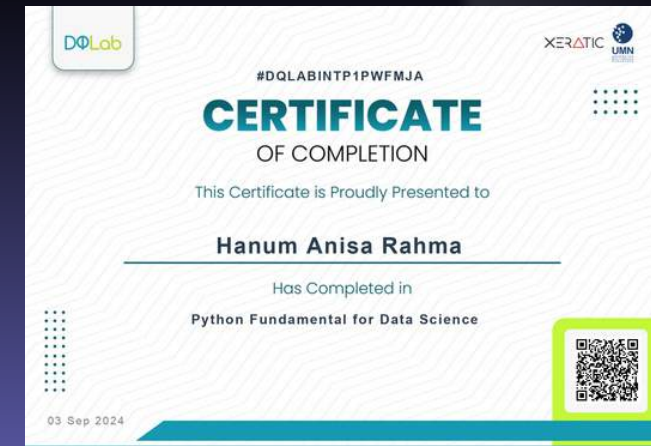 DQLab
XERATIC
UMN
#DQLABINTP1PWFMJA
CERTIFICATE
OF COMPLETION
This Certificate is Proudly Presented to
Hanum Anisa Rahma
Has Completed in
Python Fundamental for Data Science
03 Sep 2024